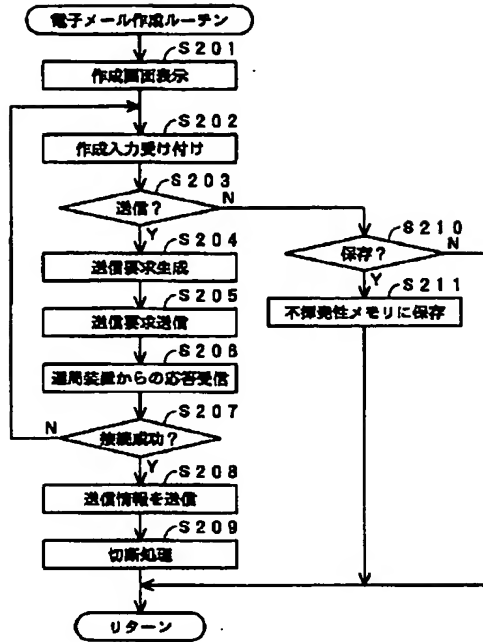 電子メール作成ルーチン
S201
作成画面表示
S202
作成入力受け付け
S203
送信?
N
Y
S204
送信要求生成
S205
送信要求送信
S206
通局装置からの応答受信
S207
N
接続成功?
Y
S208
送信情報を送信
S209
切断処理
リターン
S210
保存?
N
Y
S211
不揮発性メモリに保存